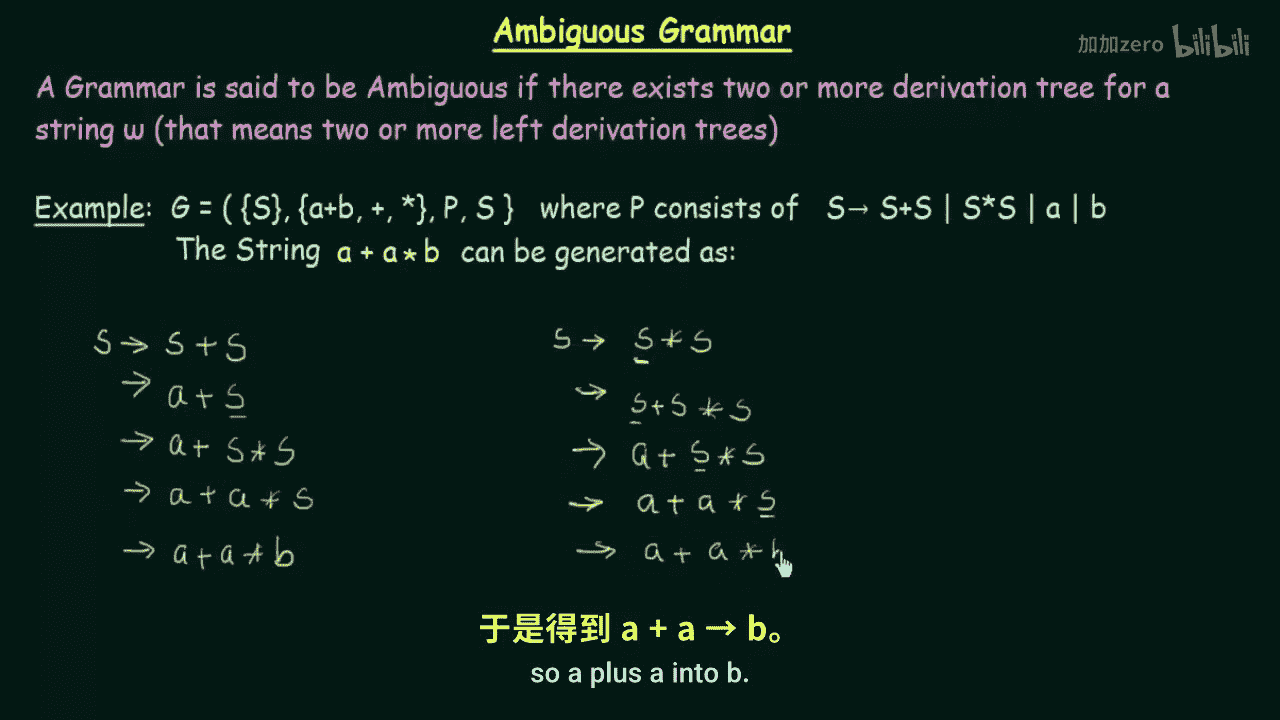 Ambiguous Grammar
加加zero bilibili
A Grammar is said to be Ambiguous if there exists two or more derivation tree for a
string w (that means two or more left derivation trees)
Example: G = ( {S}, {a+b, +, *}, P, S } where P consists of S→ S+S | S*S | a | b
The String a + a * b can be generated as:
S → S + S
→ a + S
→ a + S * S
→ a + a * S
→ a + a * b
S → S * S
→ S + S * S
→ a + S * S
→ a + a * S
→ a + a *
于是得到 a + a → b。
so a plus a into b.